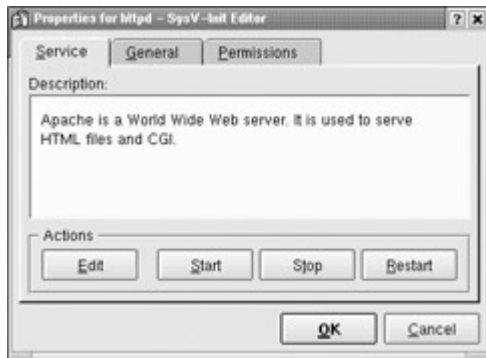 Properties for httpd - SysV-Init Editor
Service General Permissions
Description:
Apache is a World Wide Web server. It is used to serve
HTML files and CGI.
Actions
Edit Start Stop Restart
OK Cancel